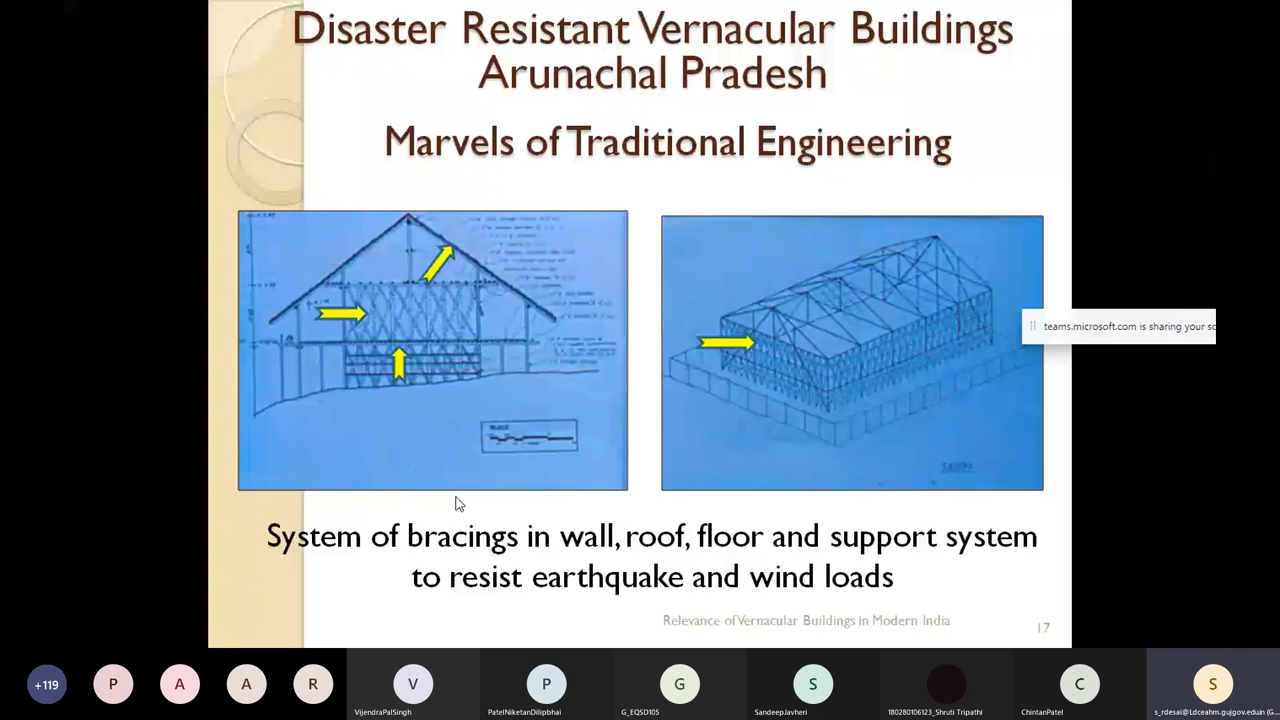 Disaster Resistant Vernacular Buildings
Arunachal Pradesh
Marvels of Traditional Engineering
SCALE
teams.microsoft.com is sharing your sc
System of bracings in wall, roof, floor and support system
to resist earthquake and wind loads
Relevance of Vernacular Buildings in Modern India
17
+119
P
A
A
R
V
P
G
S
C
S
VijendraPalSingh
PatelNiketanDilipbhai
G_EQSD105
SandeepJavheri
180280106123_Shruti Tripathi
ChintanPatel
s_rdesai@Ldceahm.gujgov.eduin (G...